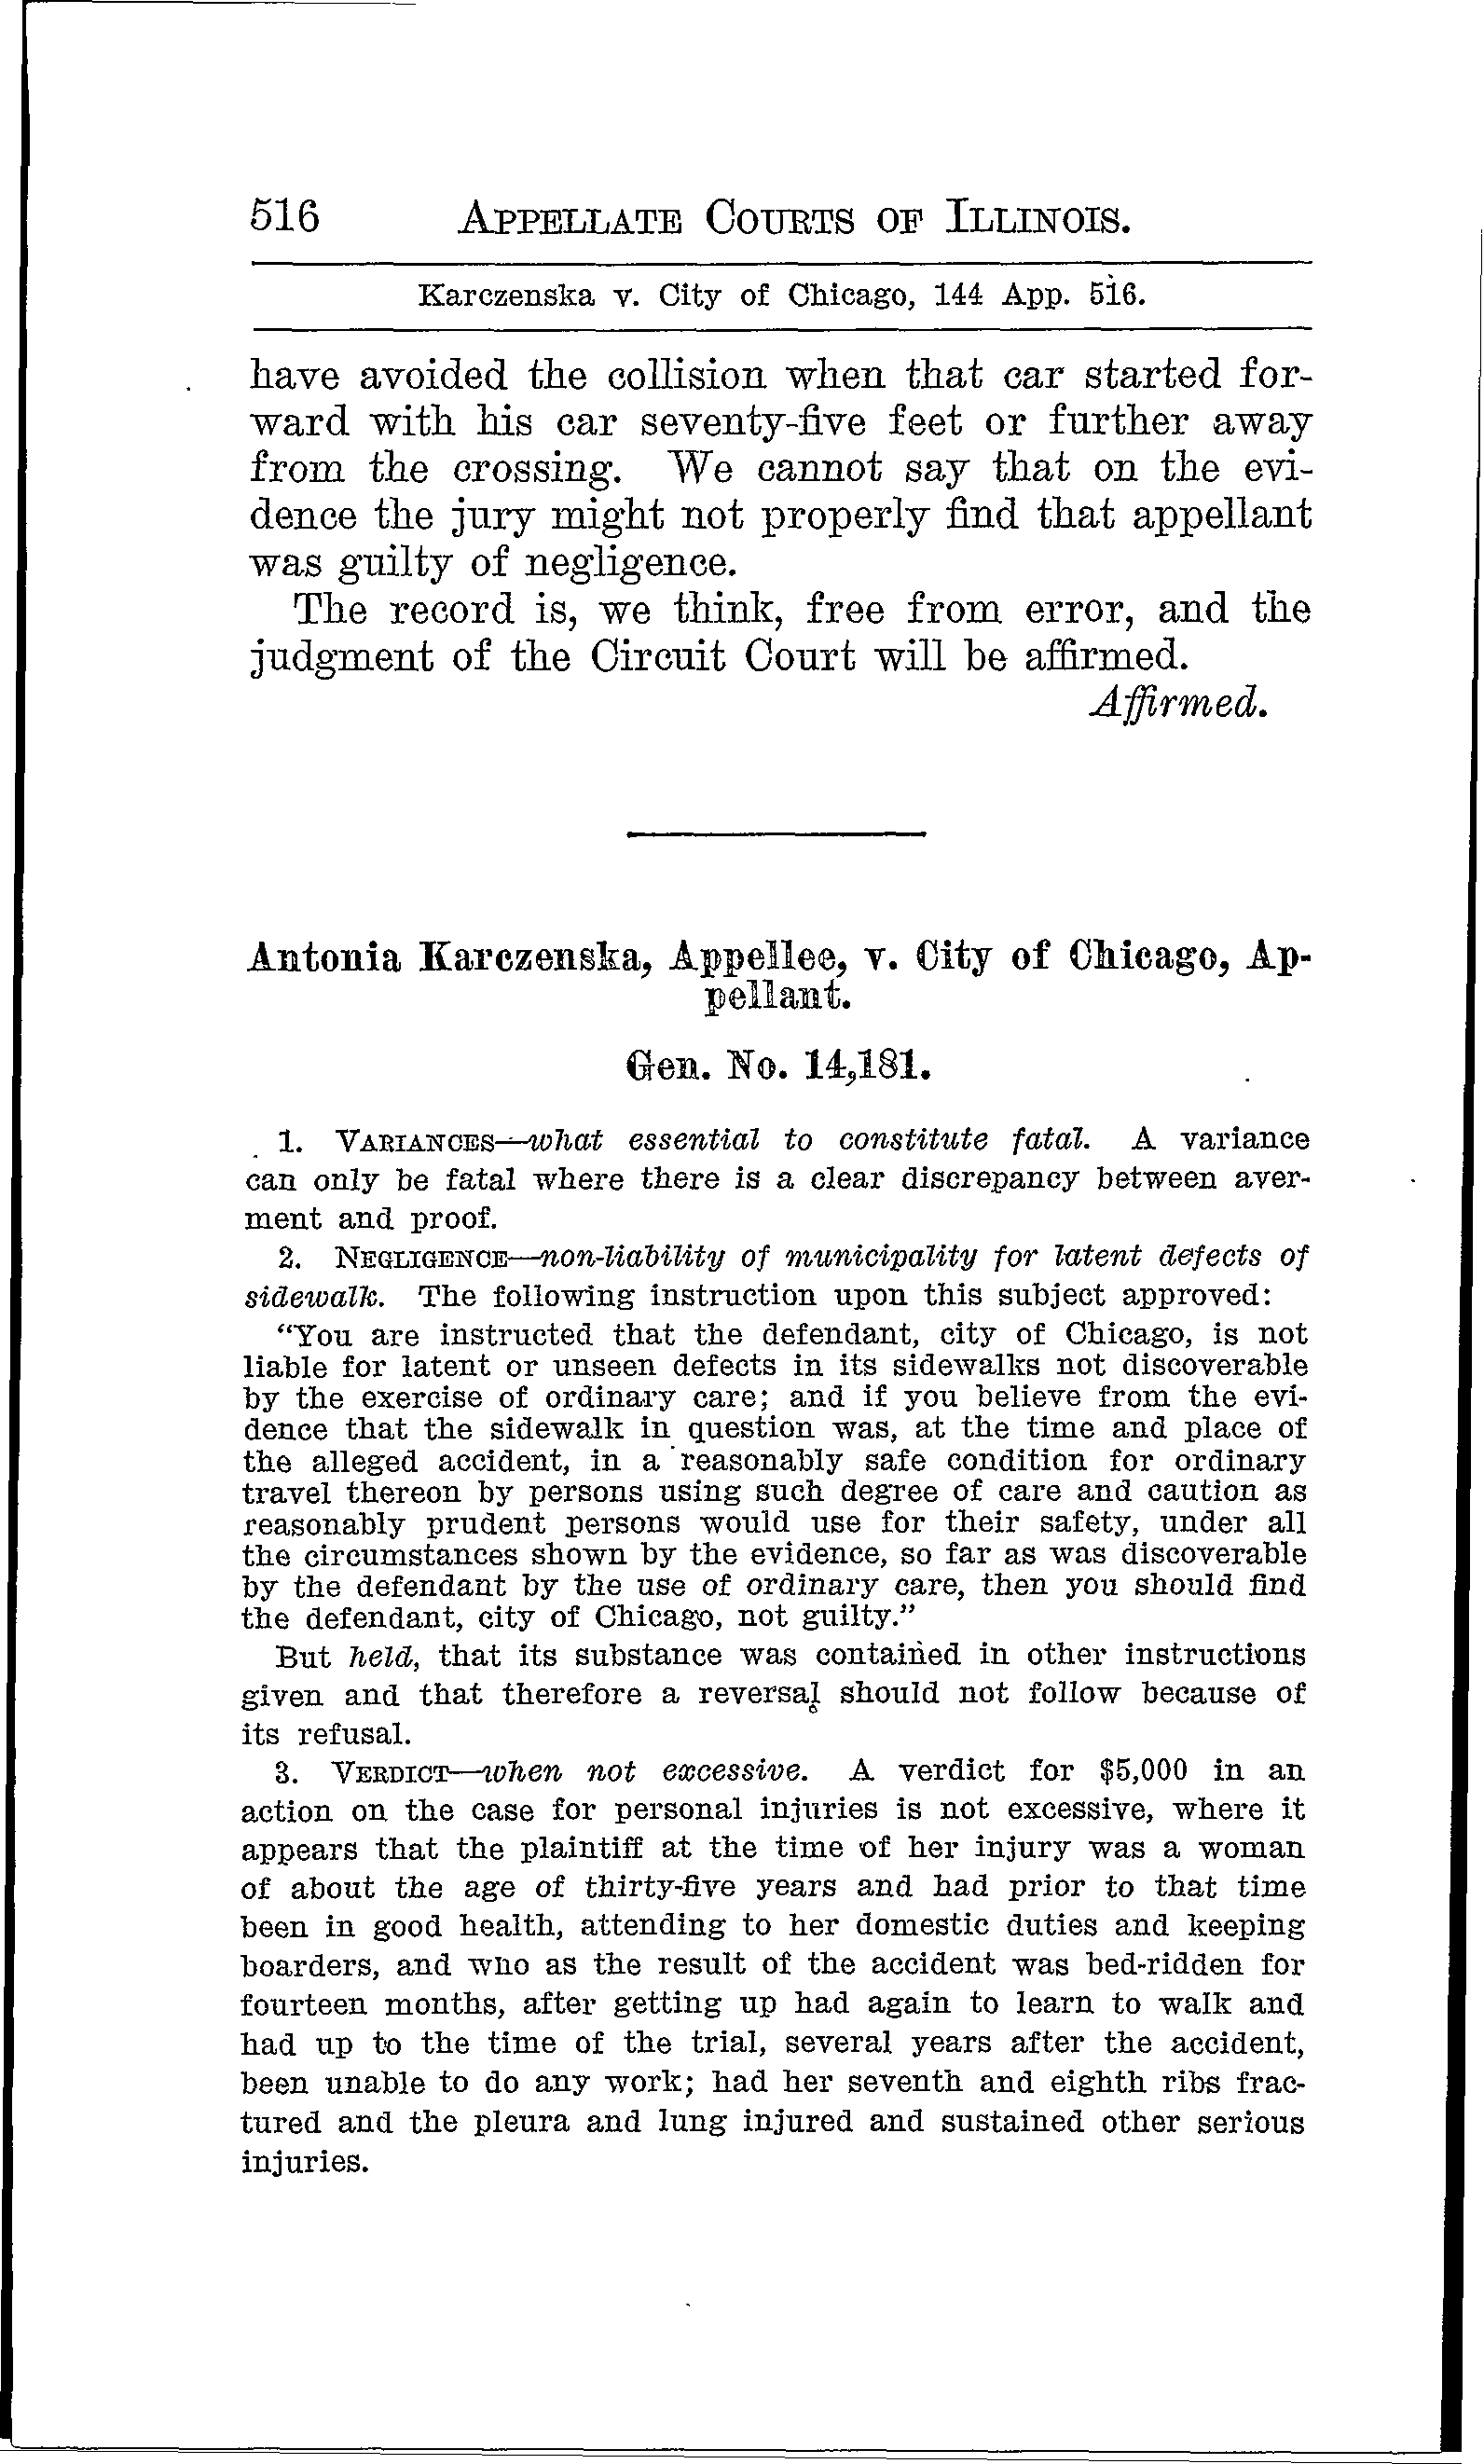 516 APPELLATE COURTS OF ILLINOIS.
Karczenska v. City of Chicago, 144 App. 516.
have avoided the collision when that car started for-
ward with his car seventy-five feet or further away
from the crossing. We cannot say that on the evi-
dence the jury might not properly find that appellant
was guilty of negligence.
The record is, we think, free from error, and the
judgment of the Circuit Court will be affirmed.
Affirmed.
Antonia Karczenska, Appellee, v. City of Chicago, Ap-
pellant.
Gen. No. 14,181.
1. VARIANCES—what essential to constitute fatal. A variance
can only be fatal where there is a clear discrepancy between aver-
ment and proof.
2. NEGLIGENCE—non-liability of municipality for latent defects of
sidewalk. The following instruction upon this subject approved:
"You are instructed that the defendant, city of Chicago, is not
liable for latent or unseen defects in its sidewalks not discoverable
by the exercise of ordinary care; and if you believe from the evi-
dence that the sidewalk in question was, at the time and place of
the alleged accident, in a reasonably safe condition for ordinary
travel thereon by persons using such degree of care and caution as
reasonably prudent persons would use for their safety, under all
the circumstances shown by the evidence, so far as was discoverable
by the defendant by the use of ordinary care, then you should find
the defendant, city of Chicago, not guilty."
But held, that its substance was contained in other instructions
given and that therefore a reversal should not follow because of
its refusal.
3. VERDICT—when not excessive. A verdict for $5,000 in an
action on the case for personal injuries is not excessive, where it
appears that the plaintiff at the time of her injury was a woman
of about the age of thirty-five years and had prior to that time
been in good health, attending to her domestic duties and keeping
boarders, and who as the result of the accident was bed-ridden for
fourteen months, after getting up had again to learn to walk and
had up to the time of the trial, several years after the accident,
been unable to do any work; had her seventh and eighth ribs frac-
tured and the pleura and lung injured and sustained other serious
injuries.